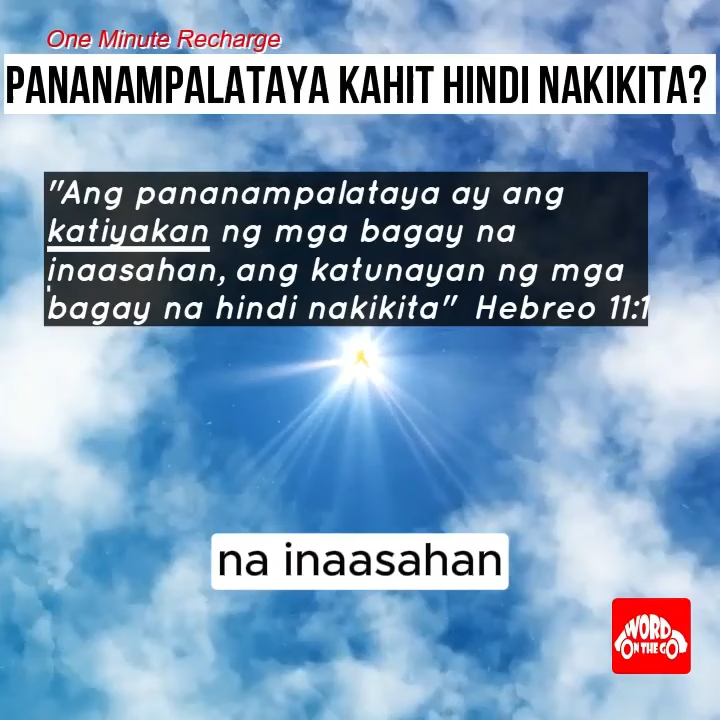 One Minute Recharge
PANANAMPALATAYA KAHIT HINDI NAKIKITA?
"Ang pananampalataya ay ang
katiyakan ng mga bagay na
inaasahan, ang katunayan ng mga
bagay na hindi nakikita" Hebreo 11:1
na inaasahan
WORD
ON THE GO